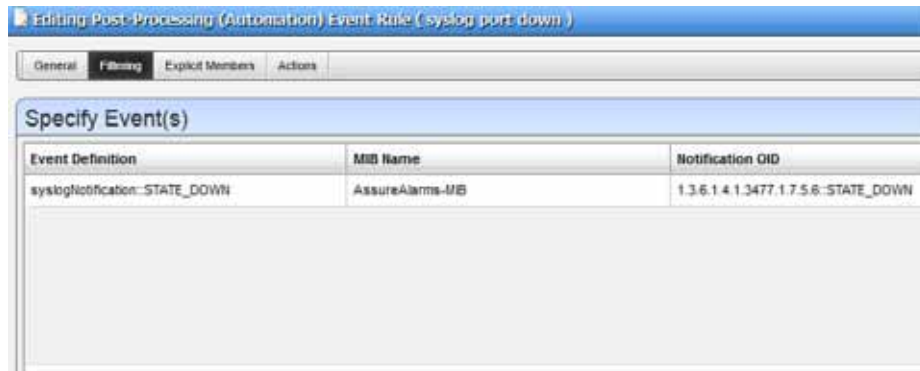 Editing Post-Processing (Automation) Event Rule ( syslog port down )
General Filtering Explicit Members Actions
Specify Event(s)
Event Definition MIB Name Notification OID
syslogNotification::STATE_DOWN AssureAlarms-MIB 1.3.6.1.4.1.3477.1.7.5.6::STATE_DOWN